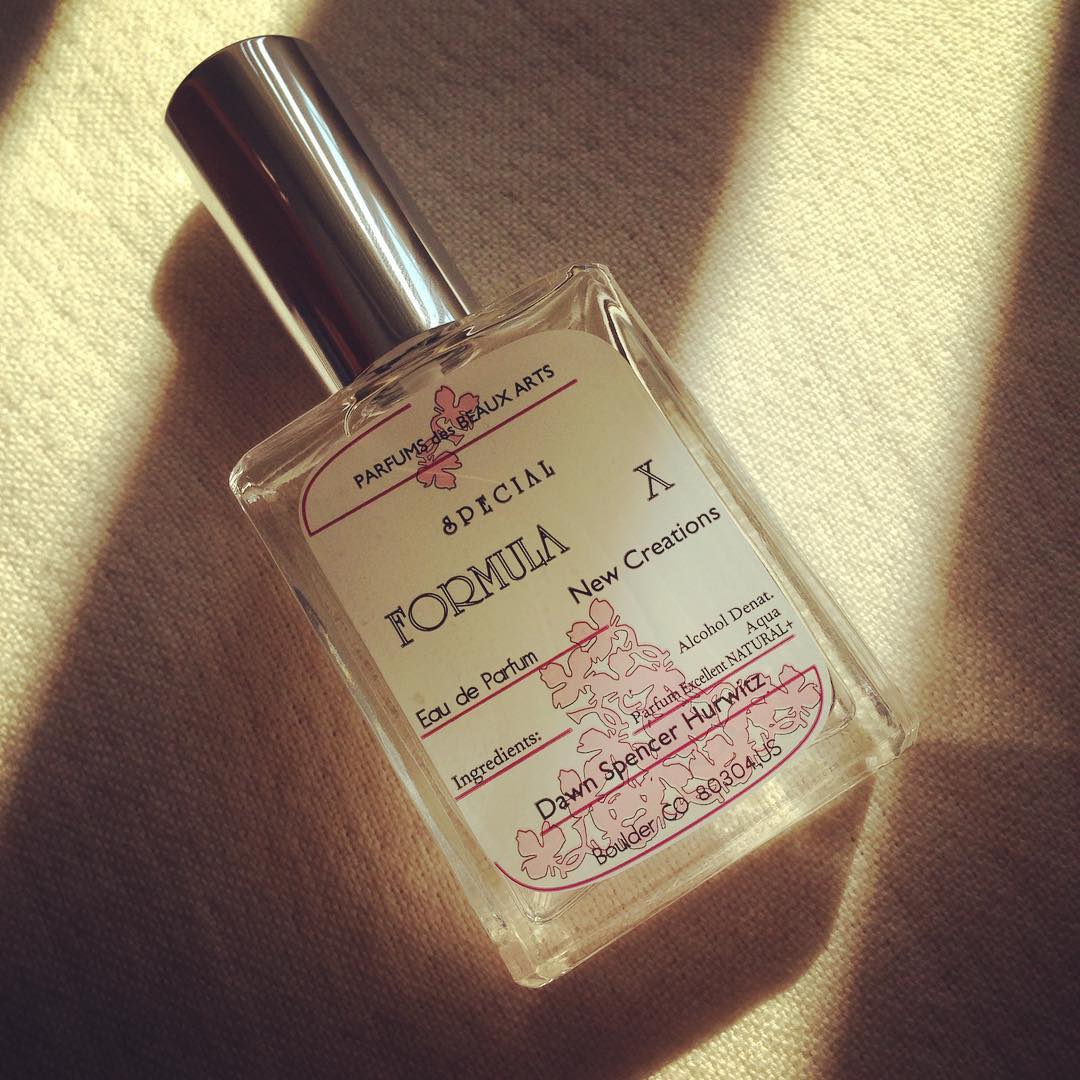 PARFUMS des BEAUX ARTS
SPECIAL
FORMULA X
New Creations
Eau de Parfum
Alcohol Denat.
Aqua
Ingredients: Parfum Excellent NATURAL+
Dawn Spencer Hurwitz
Boulder CO 80304,US